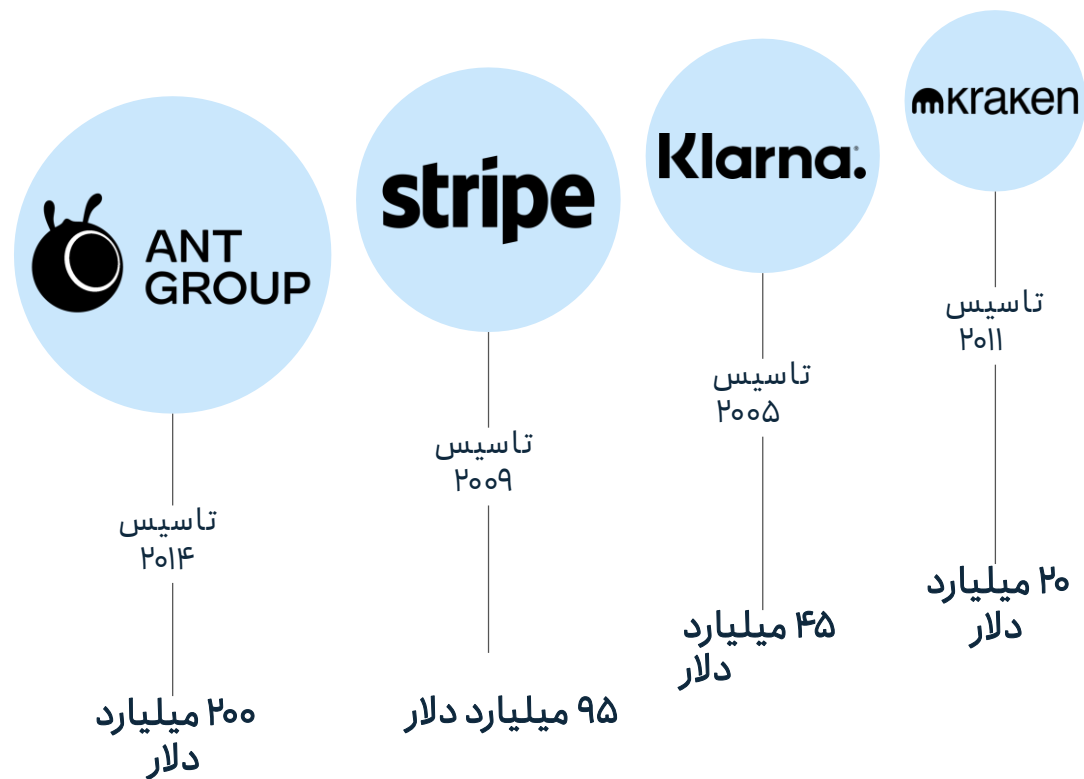 ANT
GROUP
تاسیس
۲۰۱۴
۲۰۰ میلیارد
دلار
stripe
تاسیس
۲۰۰۹
۹۵ میلیارد دلار
Klarna.
تاسیس
۲۰۰۵
۴۵ میلیارد
دلار
kraken
تاسیس
۲۰۱۱
۲۰ میلیارد
دلار